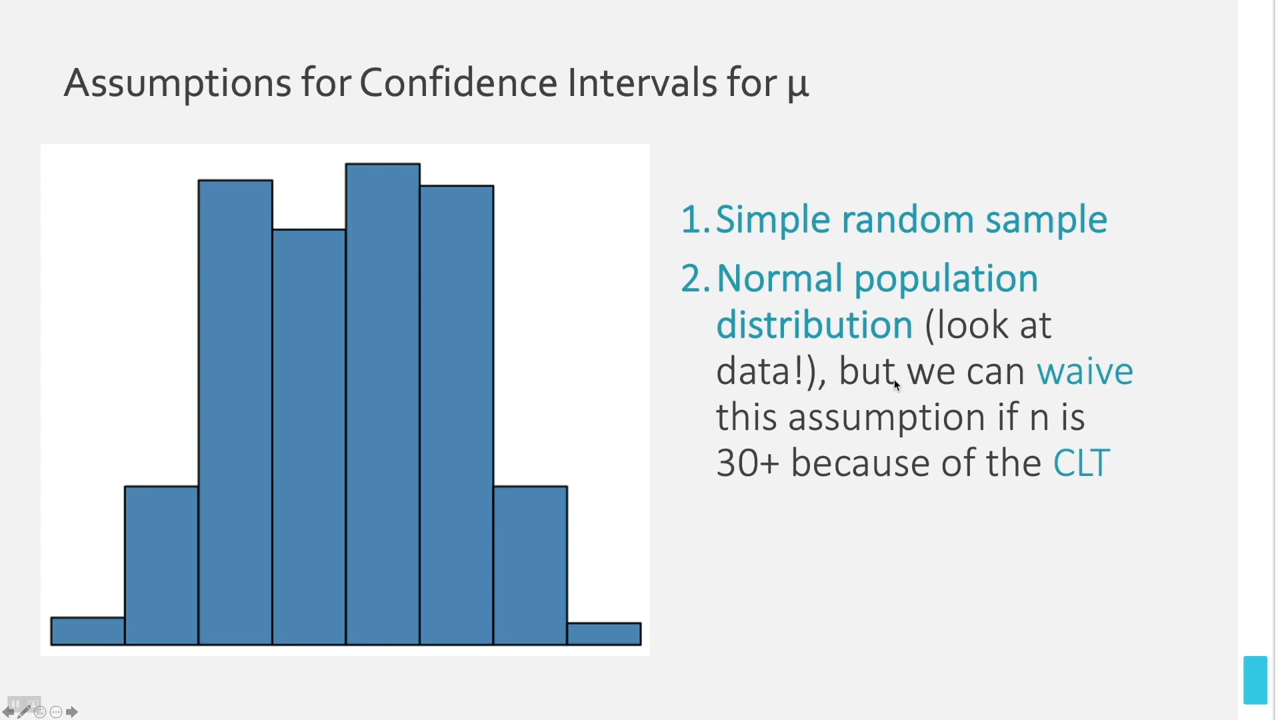 Assumptions for Confidence Intervals for µ
1. Simple random sample
2. Normal population
distribution (look at
data!), but we can waive
this assumption if n is
30+ because of the CLT